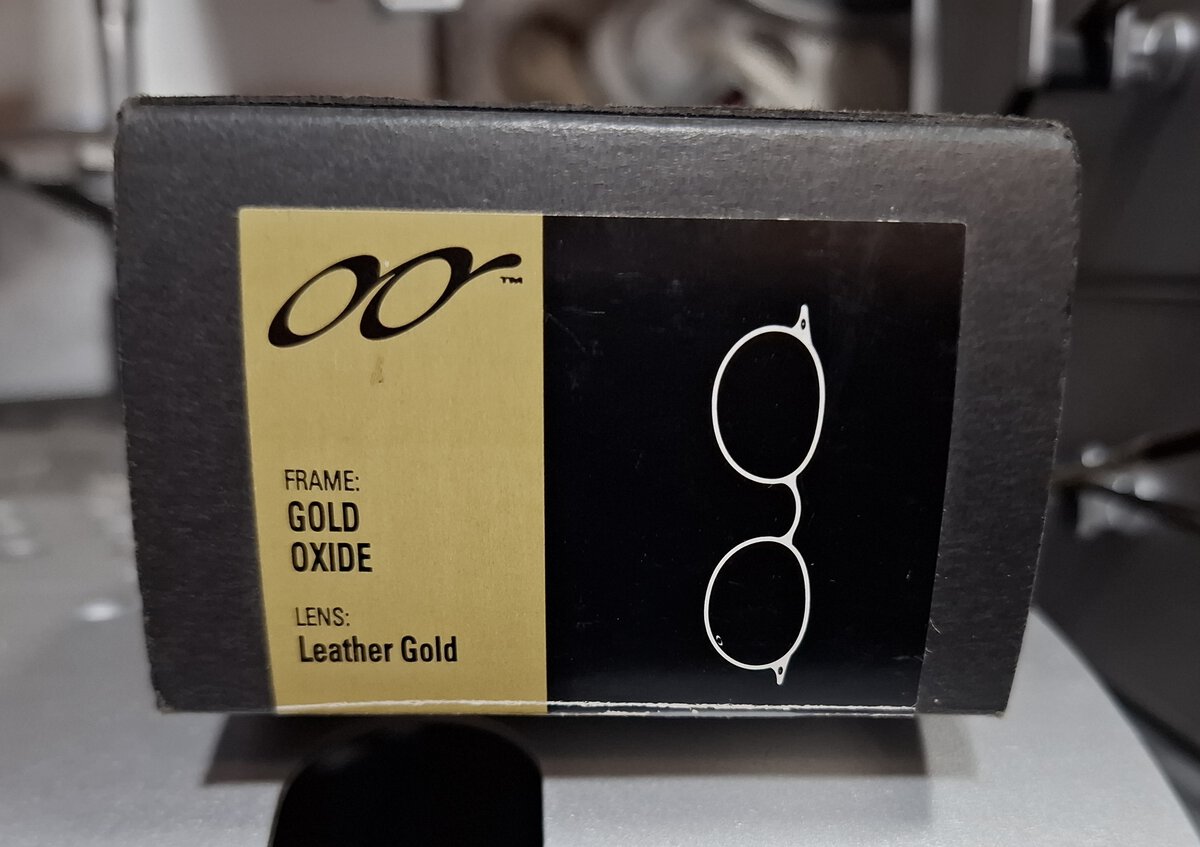 OO™
FRAME:
GOLD
OXIDE
LENS:
Leather Gold